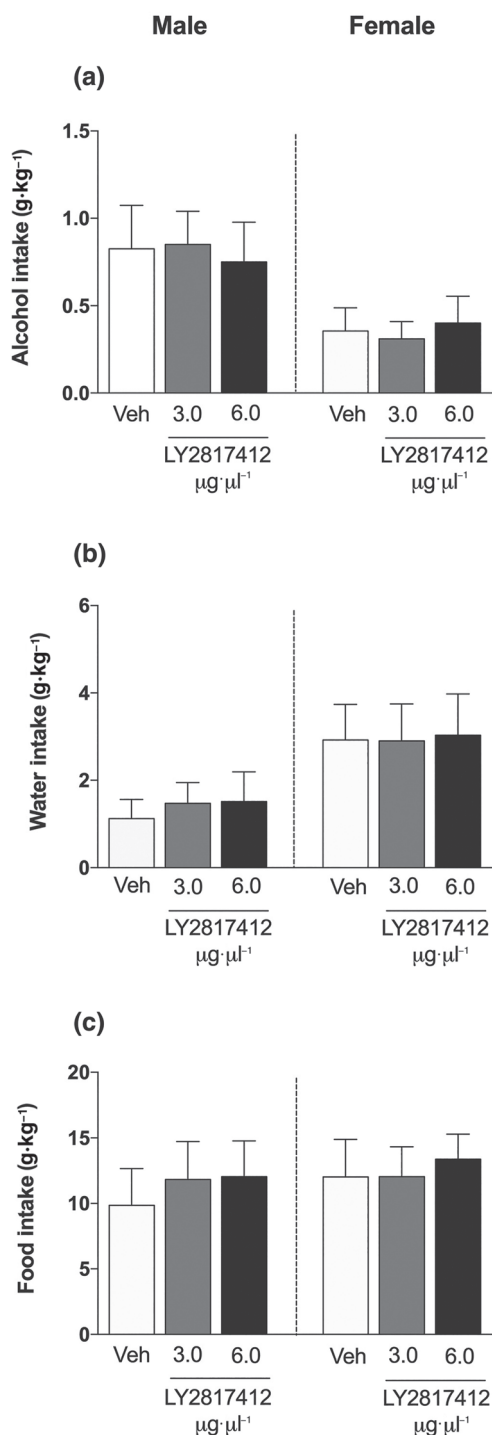 Male Female
(a)
Alcohol intake (g·kg⁻¹)
1.5
1.0
0.5
0.0
Veh 3.0 6.0 Veh 3.0 6.0
LY2817412 LY2817412
μg·μl⁻¹ μg·μl⁻¹
(b)
Water intake (g·kg⁻¹)
6
4
2
0
Veh 3.0 6.0 Veh 3.0 6.0
LY2817412 LY2817412
μg·μl⁻¹ μg·μl⁻¹
(c)
Food intake (g·kg⁻¹)
20
15
10
5
0
Veh 3.0 6.0 Veh 3.0 6.0
LY2817412 LY2817412
μg·μl⁻¹ μg·μl⁻¹